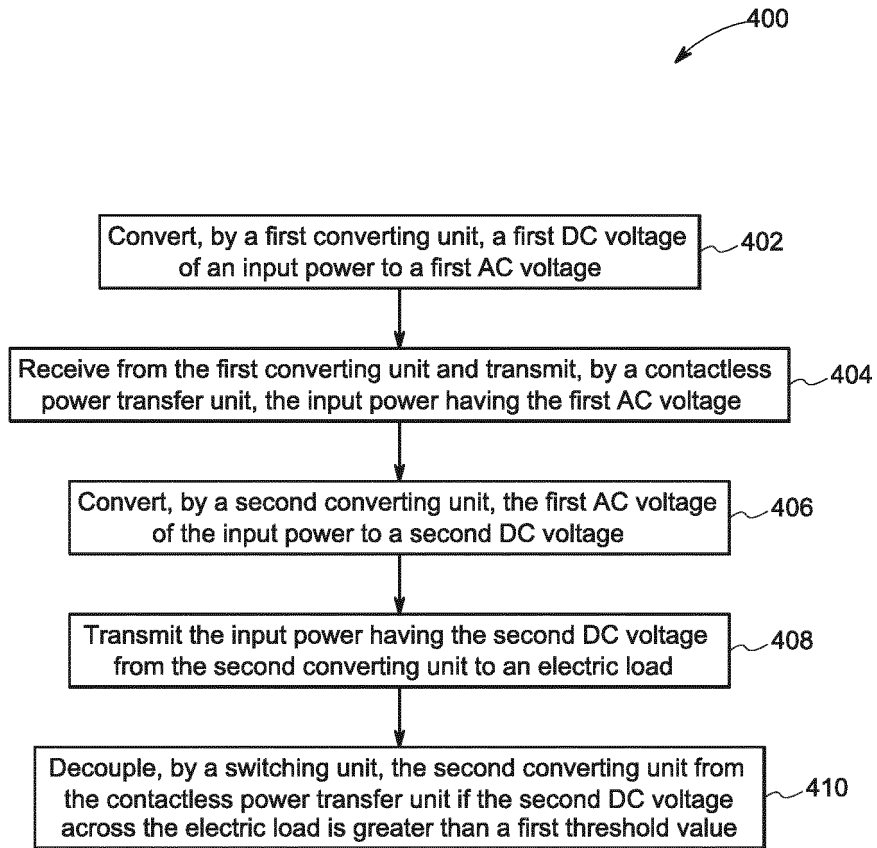 400
Convert, by a first converting unit, a first DC voltage
of an input power to a first AC voltage
402
Receive from the first converting unit and transmit, by a contactless
power transfer unit, the input power having the first AC voltage
404
Convert, by a second converting unit, the first AC voltage
of the input power to a second DC voltage
406
Transmit the input power having the second DC voltage
from the second converting unit to an electric load
408
Decouple, by a switching unit, the second converting unit from
the contactless power transfer unit if the second DC voltage
across the electric load is greater than a first threshold value
410